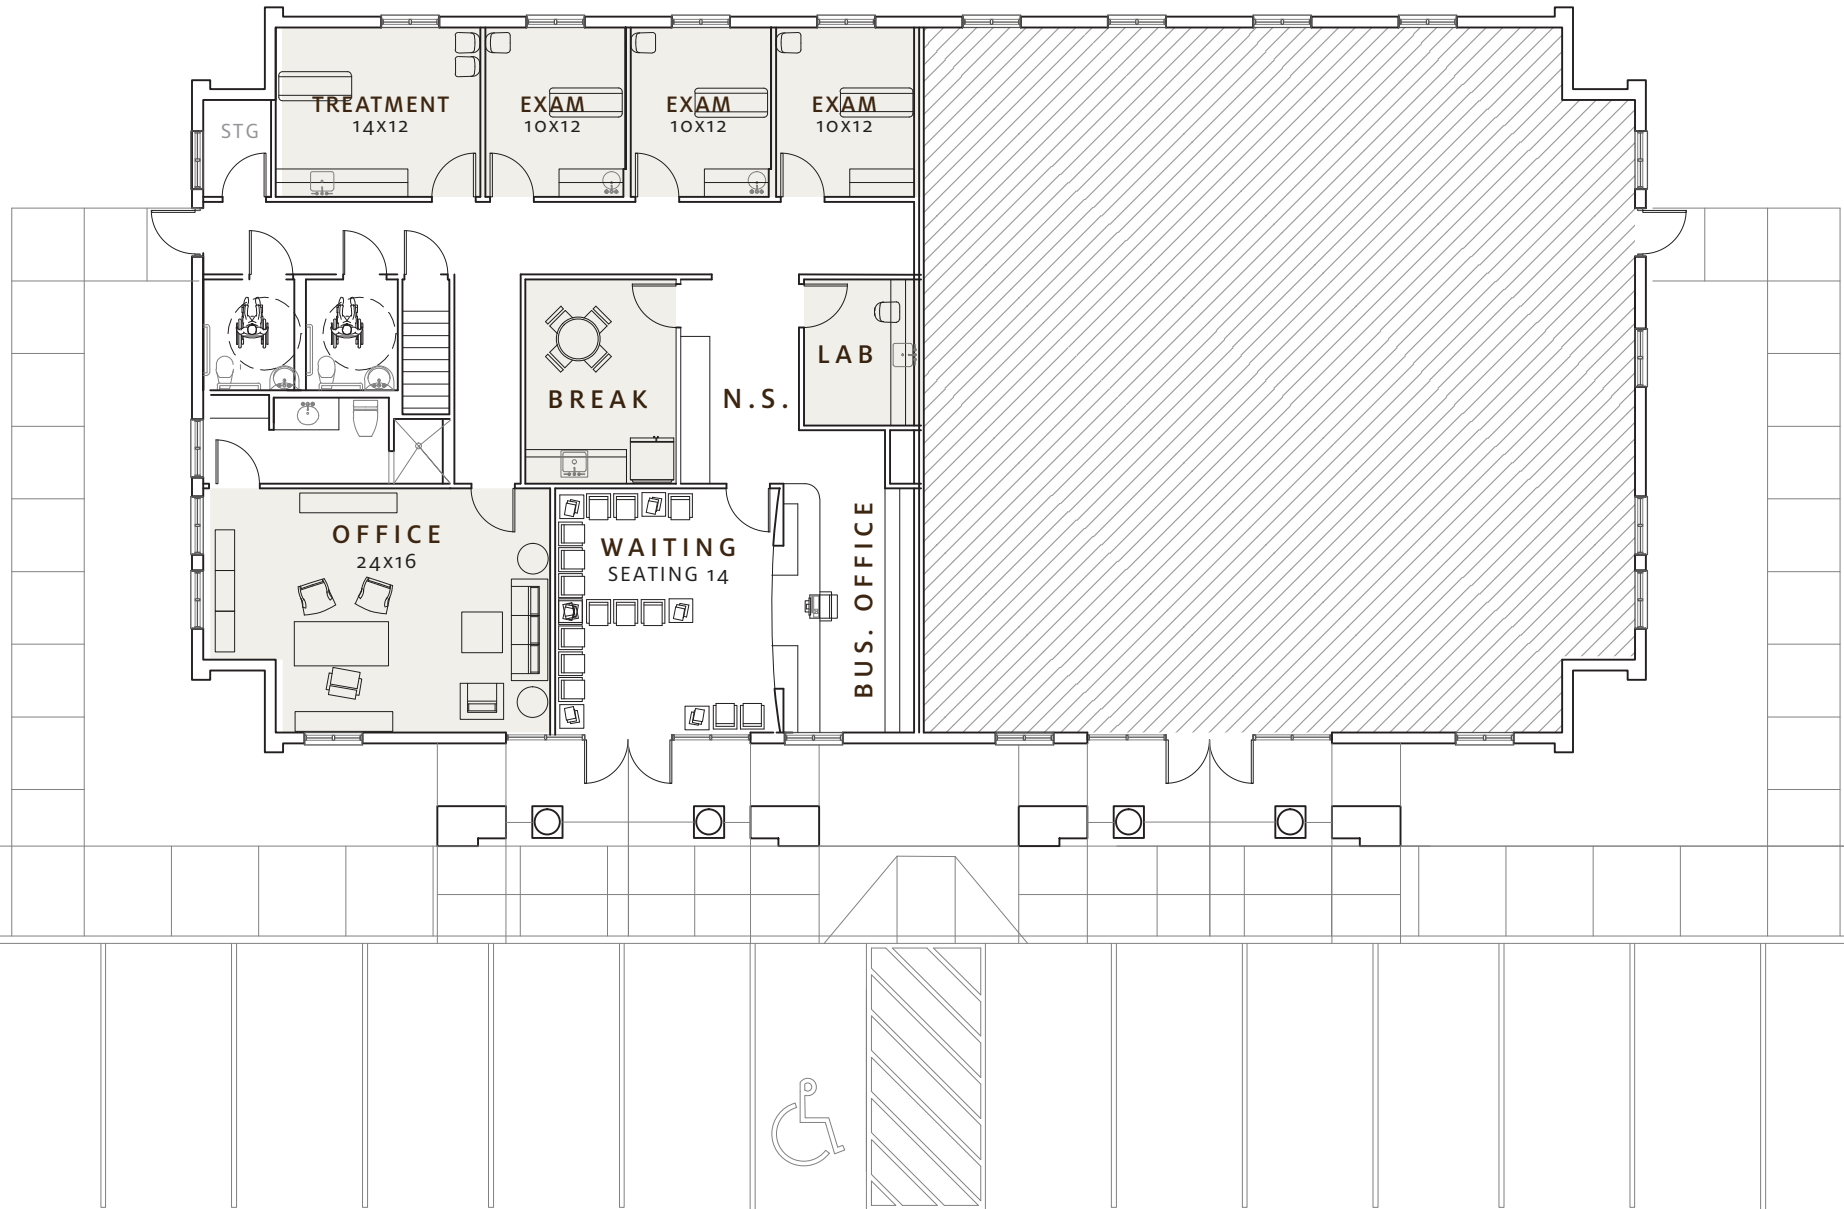 TREATMENT
14x12
EXAM
10x12
EXAM
10x12
EXAM
10x12
STG
LAB
BREAK
N.S.
OFFICE
24x16
WAITING
SEATING 14
BUS. OFFICE